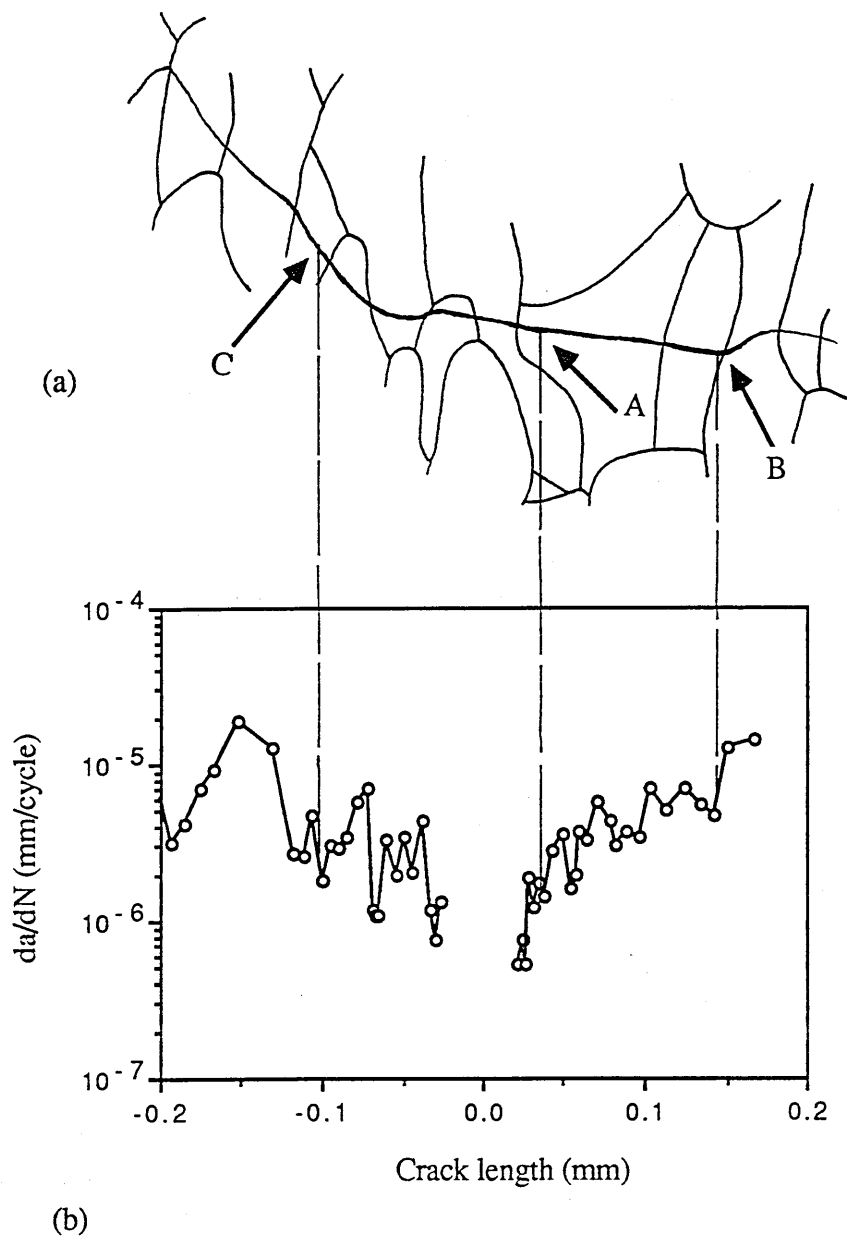 C
A
B
(a)
10-4
10-5
10-6
10-7
da/dN (mm/cycle)
-0.2
-0.1
0.0
0.1
0.2
Crack length (mm)
(b)